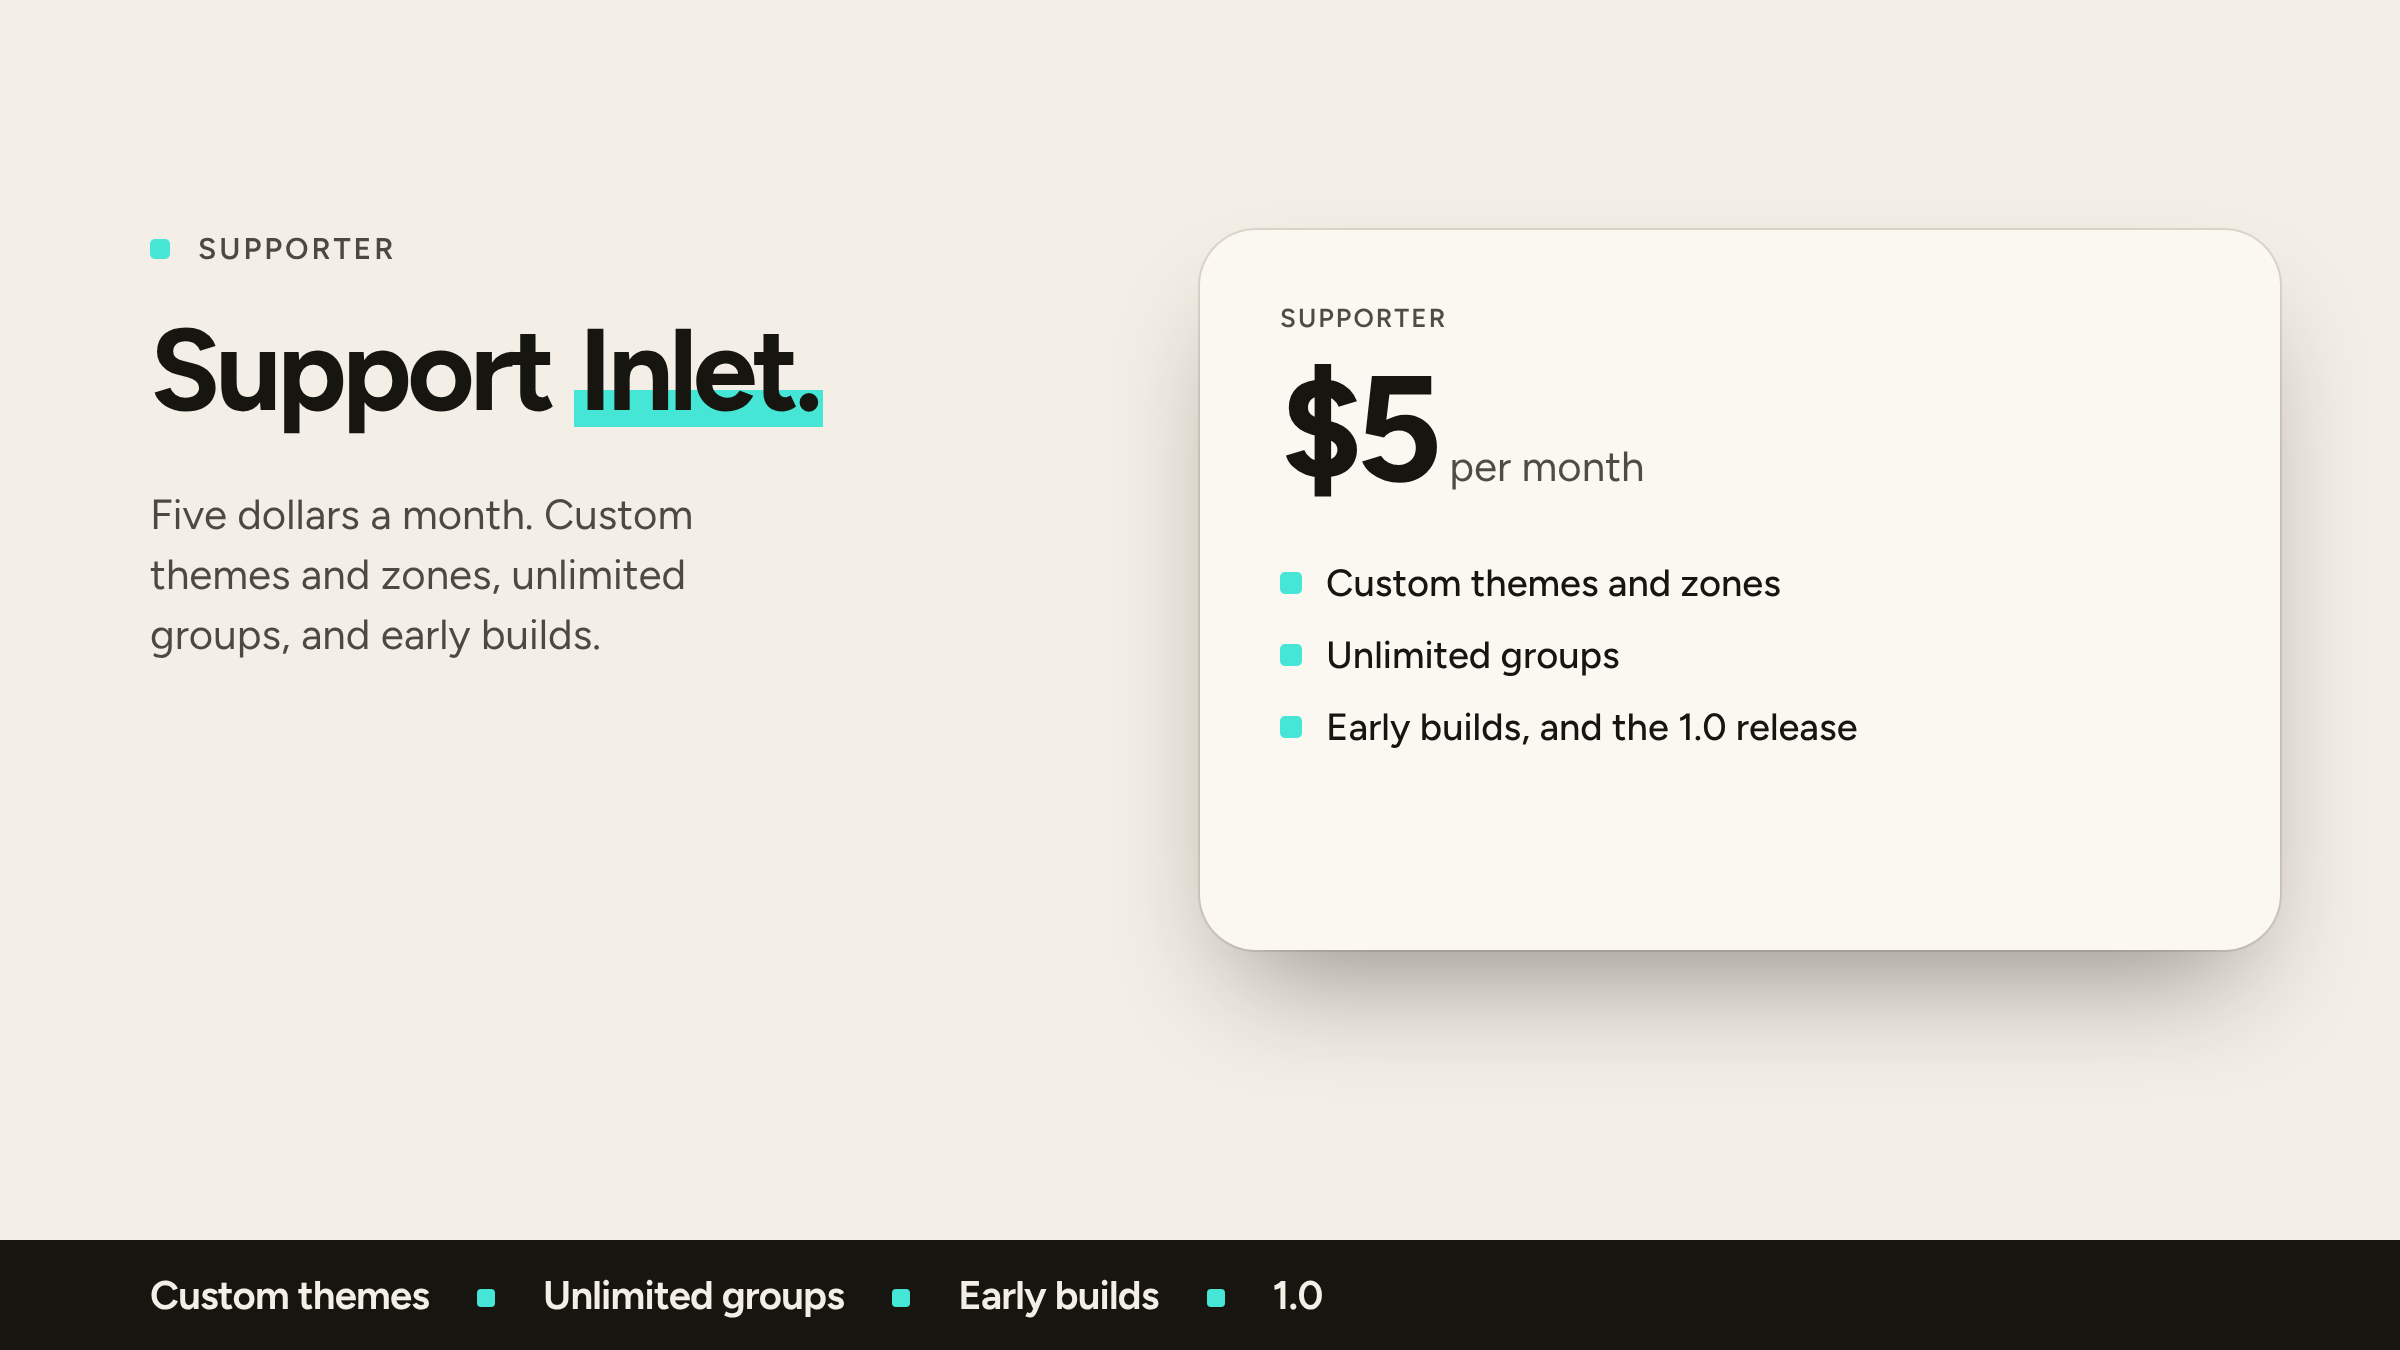 SUPPORTER
Support Inlet.
Five dollars a month. Custom
themes and zones, unlimited
groups, and early builds.
SUPPORTER
$5 per month
Custom themes and zones
Unlimited groups
Early builds, and the 1.0 release
Custom themes Unlimited groups Early builds 1.0